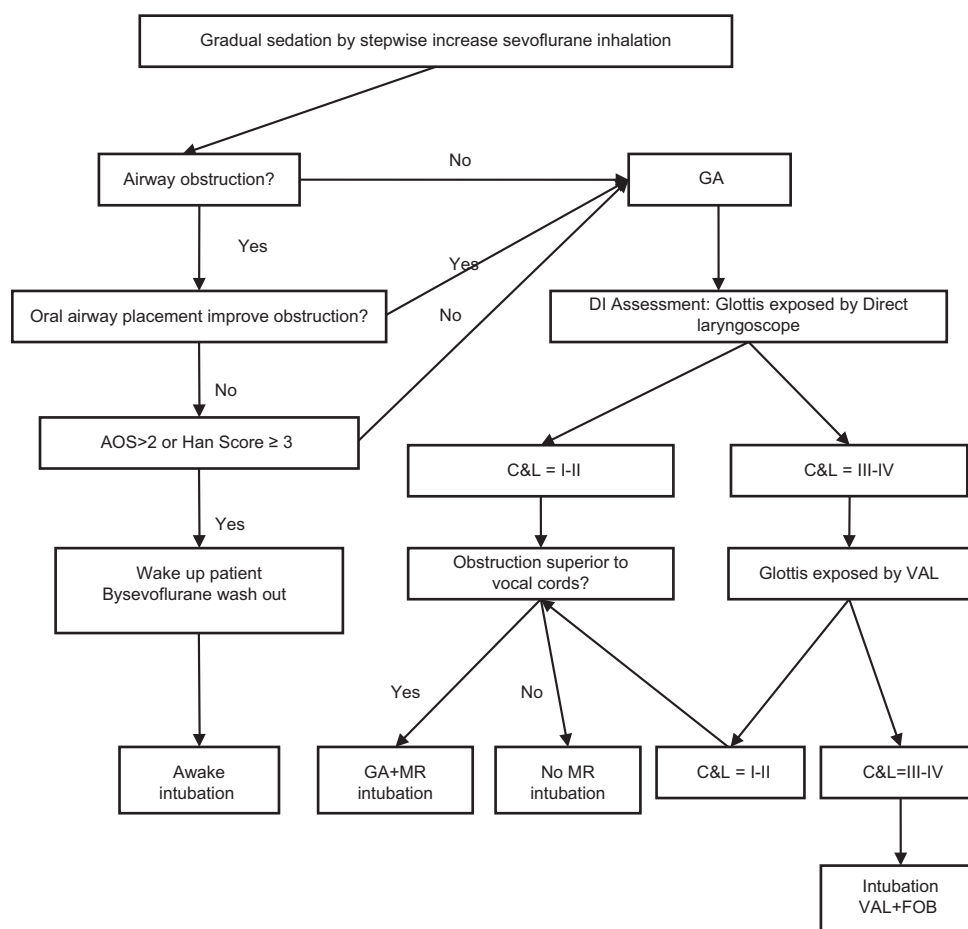 Gradual sedation by stepwise increase sevoflurane inhalation
No
Airway obstruction?
GA
Yes
Yes
Oral airway placement improve obstruction?
No
DI Assessment: Glottis exposed by Direct
laryngoscope
No
AOS>2 or Han Score ≥ 3
C&L = I-II
C&L = III-IV
Yes
Wake up patient
Bysevoflurane wash out
Obstruction superior to
vocal cords?
Glottis exposed by VAL
Yes
No
Awake
intubation
GA+MR
intubation
No MR
intubation
C&L = I-II
C&L=III-IV
Intubation
VAL+FOB